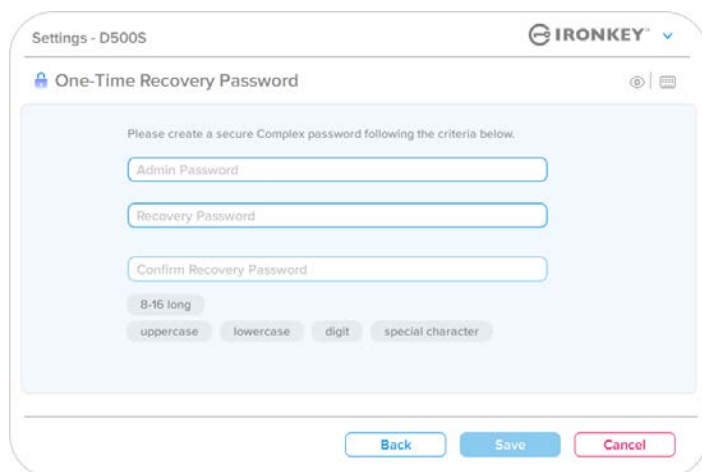 Settings - D500S
IRONKEY™
One-Time Recovery Password
Please create a secure Complex password following the criteria below.
Admin Password
Recovery Password
Confirm Recovery Password
8-16 long
uppercase lowercase digit special character
Back Save Cancel